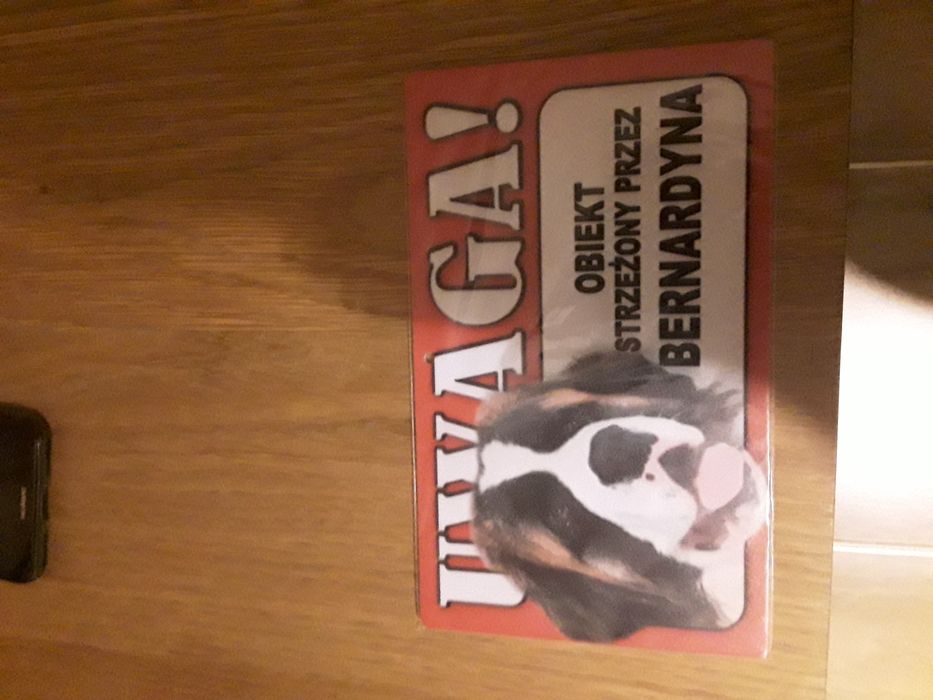 UWAGA!
OBIEKT
STRZEŻONY PRZEZ
BERNARDYNA